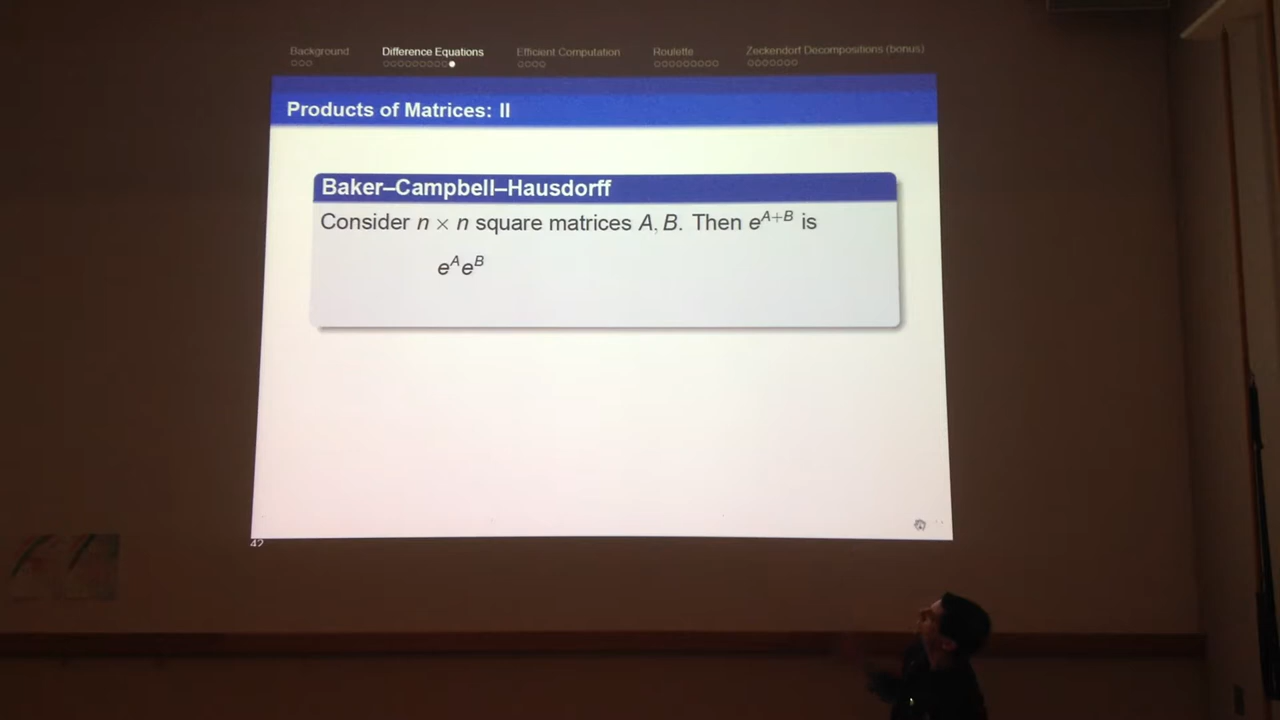 Background Difference Equations Efficient Computation Roulette Zeckendorf Decompositions (bonus)
Products of Matrices: II
Baker–Campbell–Hausdorff
Consider n × n square matrices A, B. Then e^{A+B} is
e^A e^B
42